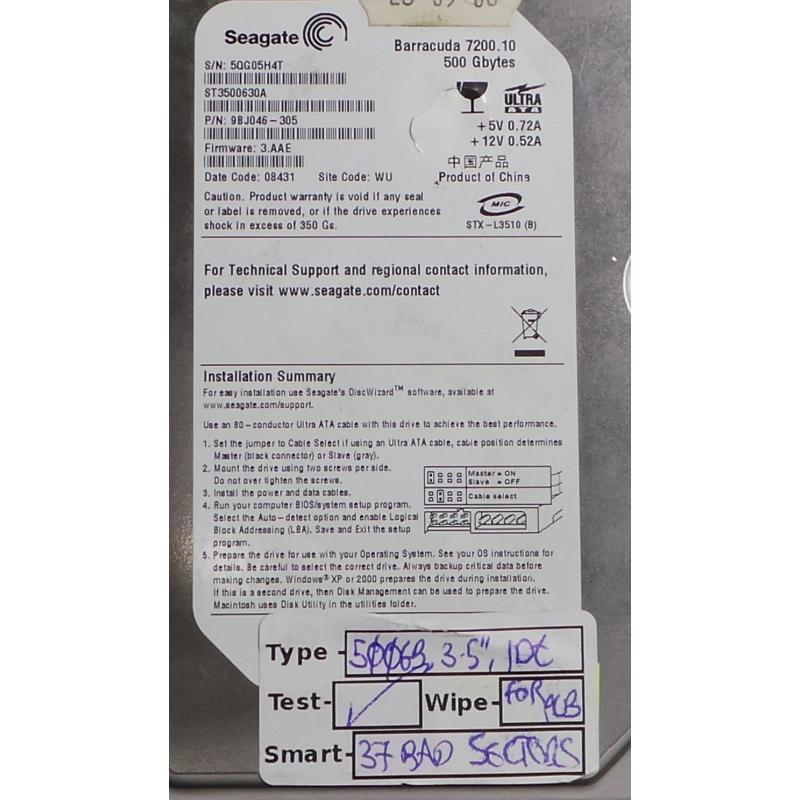 Seagate
Barracuda 7200.10
500 Gbytes
S/N: 5QG05H4T
ST3500630A
ULTRA
ATA
P/N: 9BJ046-305
+5V 0.72A
+12V 0.52A
Firmware: 3.AAE
中国产品
Date Code: 08431 Site Code: WU
Product of China
Caution. Product warranty is void if any seal
or label is removed, or if the drive experiences
shock in excess of 350 Gs.
MIC
STX-L3510 (B)
For Technical Support and regional contact information,
please visit www.seagate.com/contact
Installation Summary
For easy installation use Seagate's DiscWizard™ software, available at
www.seagate.com/support.
Use an 80-conductor Ultra ATA cable with this drive to achieve the best performance.
1. Set the jumper to Cable Select if using an Ultra ATA cable, cable position determines
Master (black connector) or Slave (gray).
2. Mount the drive using two screws per side.
Do not over tighten the screws.
3. Install the power and data cables.
4. Run your computer BIOS/system setup program.
Select the Auto-detect option and enable Logical
Block Addressing (LBA). Save and Exit the setup
program.
Master = ON
Slave = OFF
Cable select
5. Prepare the drive for use with your Operating System. See your OS instructions for
details. Be careful to select the correct drive. Always backup critical data before
making changes. Windows® XP or 2000 prepares the drive during installation.
If this is a second drive, then Disk Management can be used to prepare the drive.
Macintosh uses Disk Utility in the utilities folder.
Type - 500GB, 3.5", IDE
Test- Wipe- FOR PCB
Smart- 37 BAD SECTORS